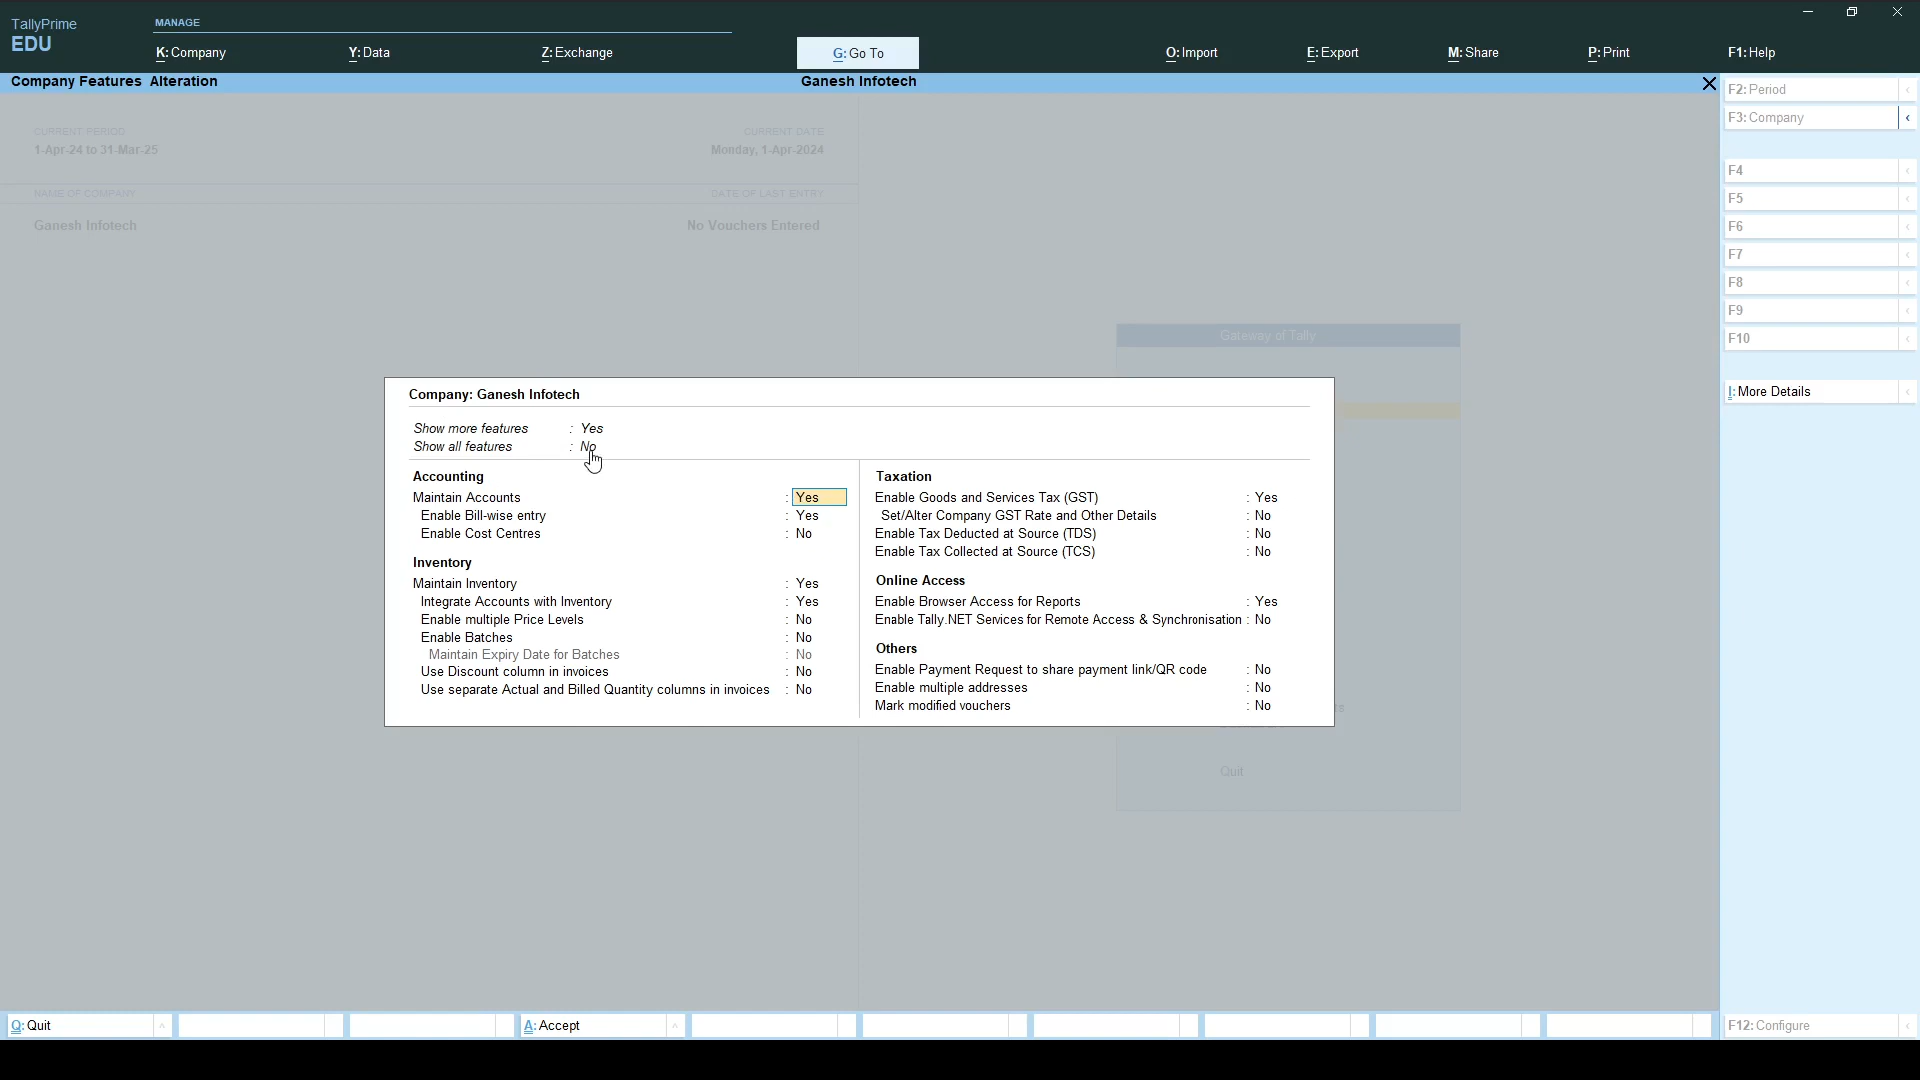 TallyPrime
EDU
MANAGE
K: Company
Y: Data
Z: Exchange
G: Go To
O: Import
E: Export
M: Share
P: Print
F1: Help
Company Features Alteration
Ganesh Infotech
CURRENT PERIOD
1-Apr-24 to 31-Mar-25
CURRENT DATE
Monday, 1-Apr-2024
NAME OF COMPANY
DATE OF LAST ENTRY
Ganesh Infotech
No Vouchers Entered
Gateway of Tally
Company: Ganesh Infotech
Show more features : Yes
Show all features : No
Accounting
Maintain Accounts : Yes
Enable Bill-wise entry : Yes
Enable Cost Centres : No
Inventory
Maintain Inventory : Yes
Integrate Accounts with Inventory : Yes
Enable multiple Price Levels : No
Enable Batches : No
Maintain Expiry Date for Batches : No
Use Discount column in invoices : No
Use separate Actual and Billed Quantity columns in invoices : No
Taxation
Enable Goods and Services Tax (GST) : Yes
Set/Alter Company GST Rate and Other Details : No
Enable Tax Deducted at Source (TDS) : No
Enable Tax Collected at Source (TCS) : No
Online Access
Enable Browser Access for Reports : Yes
Enable Tally.NET Services for Remote Access & Synchronisation : No
Others
Enable Payment Request to share payment link/QR code : No
Enable multiple addresses : No
Mark modified vouchers : No
Quit
F2: Period
F3: Company
F4
F5
F6
F7
F8
F9
F10
I: More Details
Q: Quit
A: Accept
F12: Configure